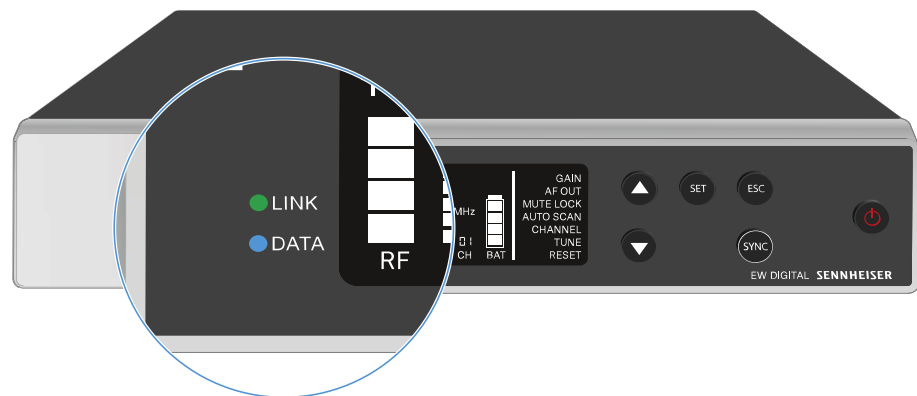 LINK
DATA
RF
MHz
01
CH
BAT
GAIN
AF OUT
MUTE LOCK
AUTO SCAN
CHANNEL
TUNE
RESET
SET
ESC
SYNC
EW DIGITAL SENNHEISER